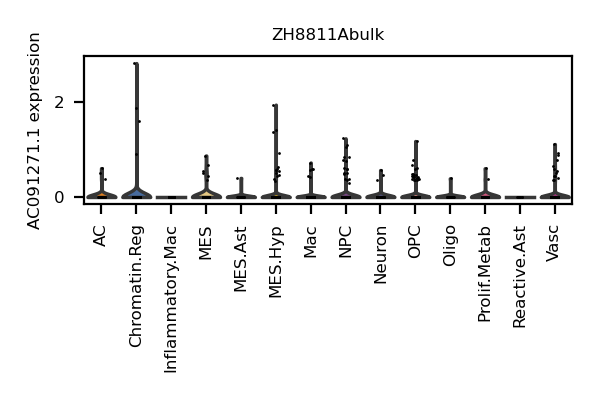 ZH8811Abulk
AC091271.1 expression
2
0
AC
Chromatin.Reg
Inflammatory.Mac
MES
MES.Ast
MES.Hyp
Mac
NPC
Neuron
OPC
Oligo
Prolif.Metab
Reactive.Ast
Vasc